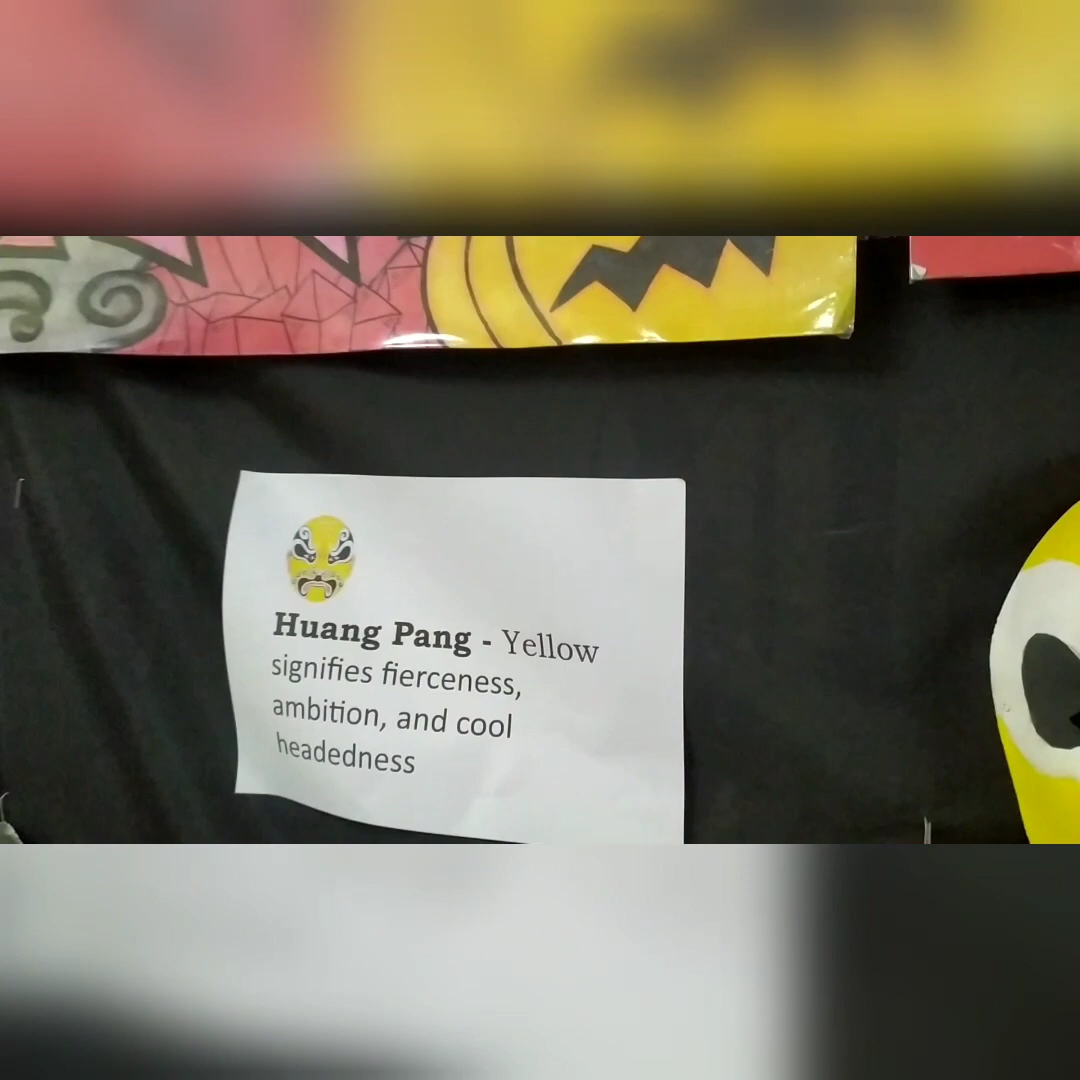 Huang Pang - Yellow
signifies fierceness,
ambition, and cool
headedness